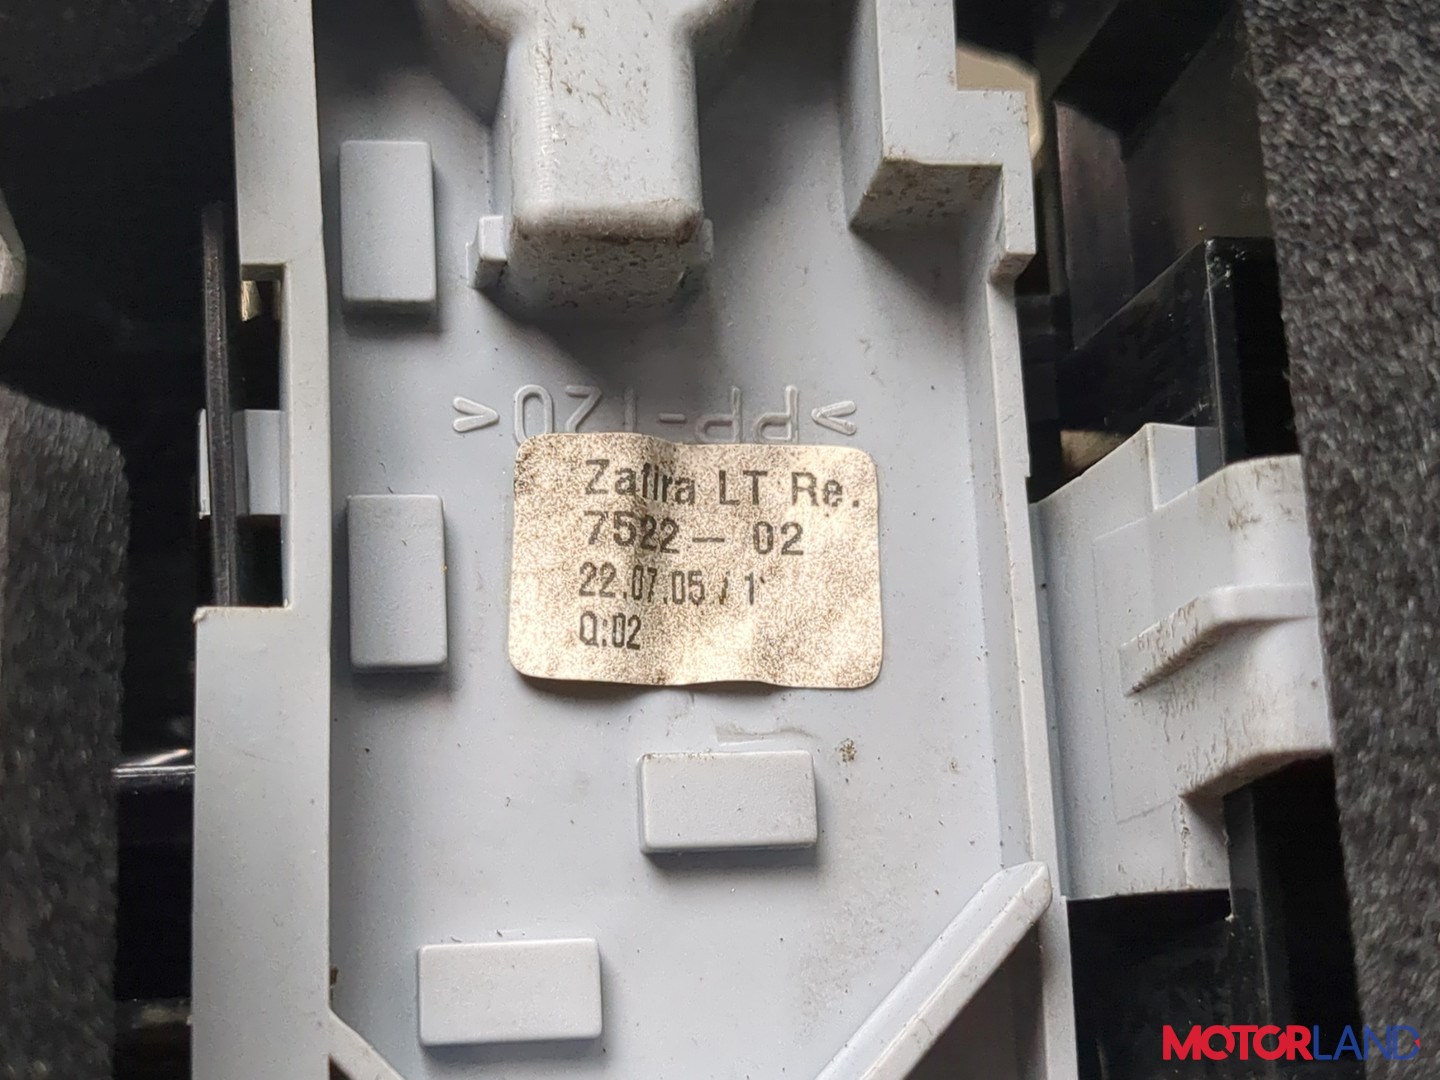 >PP-T20<
Zafira LT Re.
7522 - 02
22.07.05 / 1
Q:02
MOTORLAND